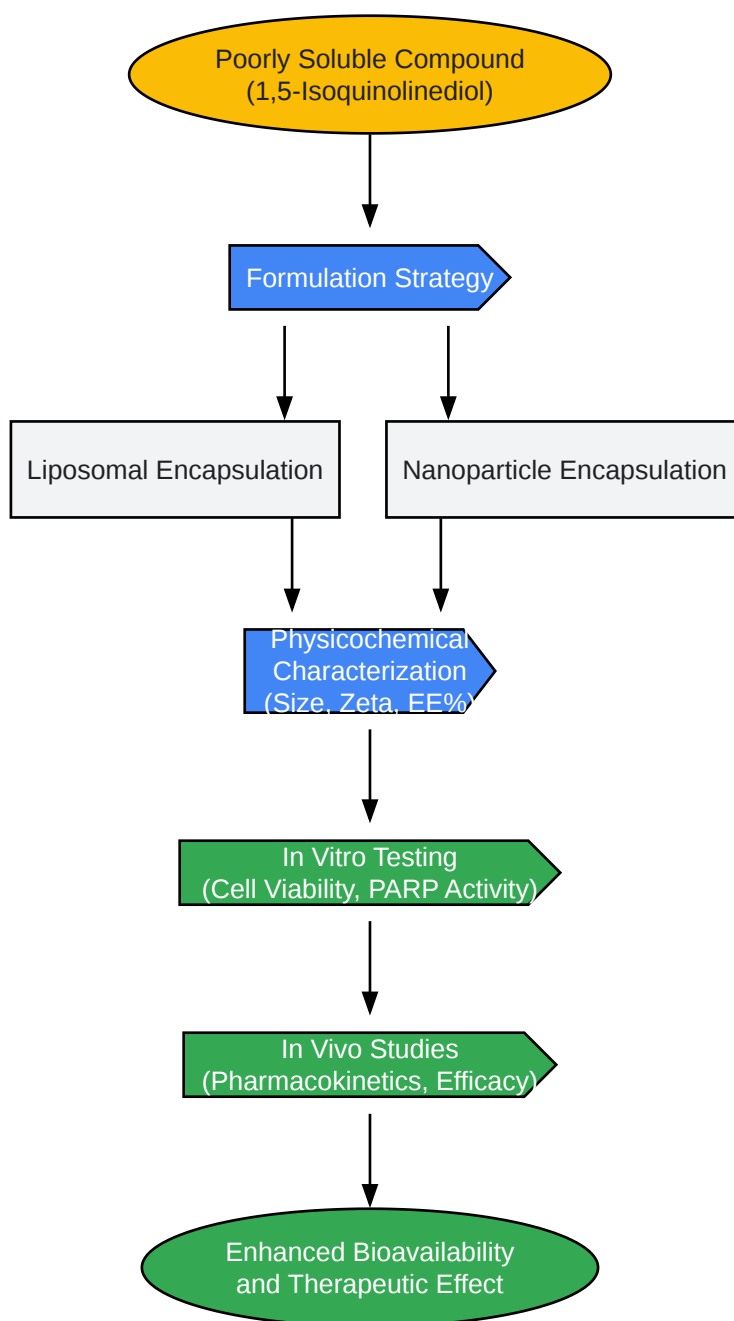 Poorly Soluble Compound
(1,5-Isoquinolinediol)
Formulation Strategy
Liposomal Encapsulation
Nanoparticle Encapsulation
Physicochemical
Characterization
(Size, Zeta, EE%)
In Vitro Testing
(Cell Viability, PARP Activity)
In Vivo Studies
(Pharmacokinetics, Efficacy)
Enhanced Bioavailability
and Therapeutic Effect